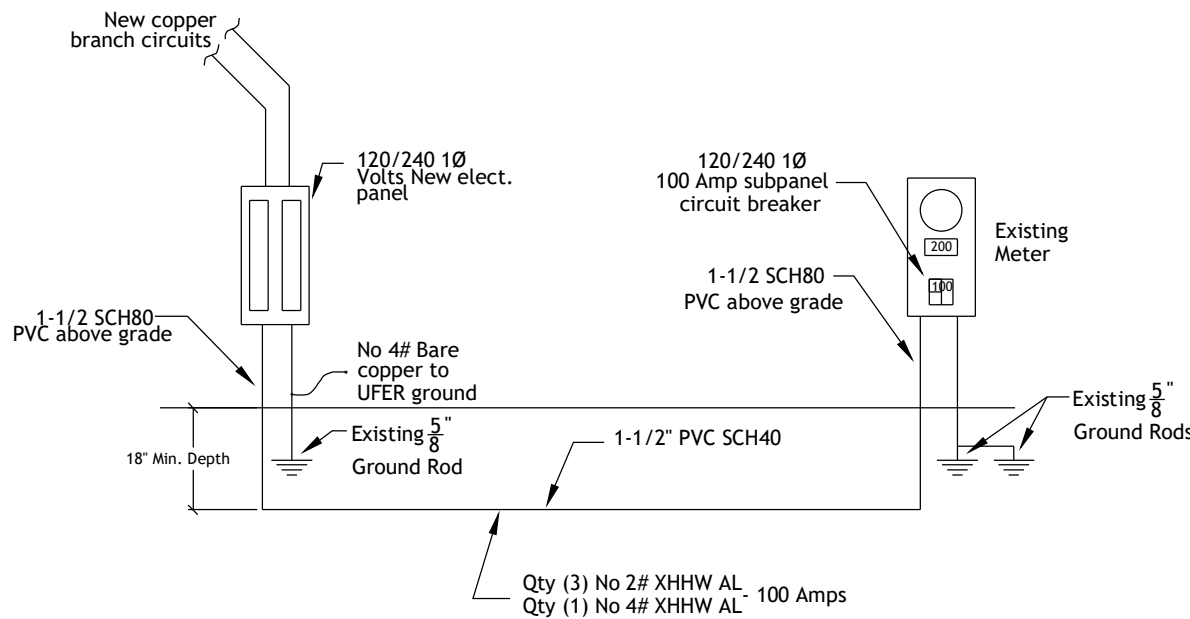 New copper
branch circuits
120/240 1Ø
Volts New elect.
panel
120/240 1Ø
100 Amp subpanel
circuit breaker
200
100
Existing
Meter
1-1/2 SCH80
PVC above grade
1-1/2 SCH80
PVC above grade
No 4# Bare
copper to
UFER ground
Existing 5/8"
Ground Rods
18" Min. Depth
Existing 5/8"
Ground Rod
1-1/2" PVC SCH40
Qty (3) No 2# XHHW AL
Qty (1) No 4# XHHW AL
- 100 Amps